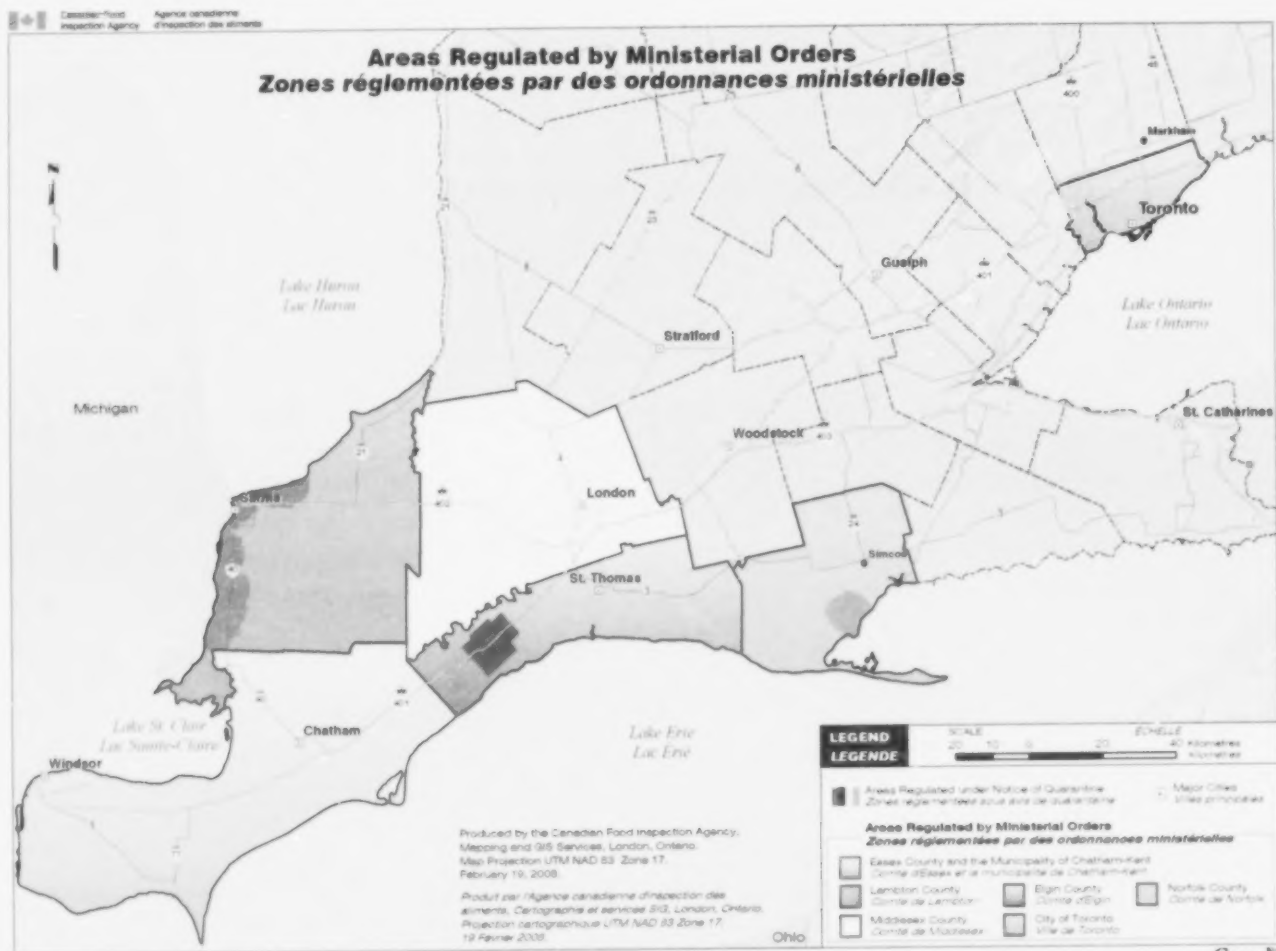 Canadian Food
Inspection Agency
Agence canadienne
d'inspection des aliments
Areas Regulated by Ministerial Orders
Zones réglementées par des ordonnances ministérielles
N
400
Markham
Toronto
6
Lake Huron
Lac Huron
8
Guelph
401
Lake Ontario
Lac Ontario
Stratford
Michigan
St. Catharines
Woodstock
403
4
Sarnia
London
3
Simcoe
St. Thomas
3
Chatham
Lake St. Clair
Lac Sainte-Claire
Lake Erie
Lac Érié
Windsor
LEGEND
LEGENDE
SCALE
ECHELLE
20 10 0 20 40 Kilometres
Kilomètres
Areas Regulated under Notice of Quarantine
Zones réglementées sous avis de quarantaine
Major Cities
Villes principales
Areas Regulated by Ministerial Orders
Zones réglementées par des ordonnances ministérielles
Essex County and the Municipality of Chatham-Kent
Comté d'Essex et la municipalité de Chatham-Kent
Lambton County
Comté de Lambton
Elgin County
Comté d'Elgin
Norfolk County
Comté de Norfolk
Middlesex County
Comté de Middlesex
City of Toronto
Ville de Toronto
Produced by the Canadian Food Inspection Agency,
Mapping and GIS Services, London, Ontario.
Map Projection UTM NAD 83 Zone 17.
February 19, 2008.
Produit par l'Agence canadienne d'inspection des
aliments, Cartographie et services SIG, London, Ontario.
Projection cartographique UTM NAD 83 Zone 17.
19 Février 2008.
Ohio